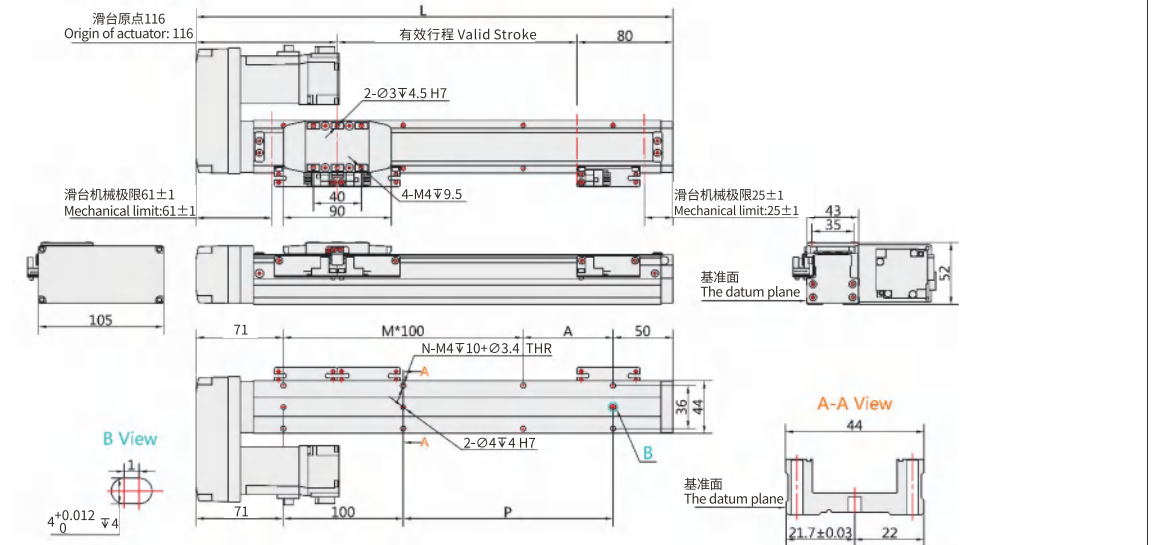 L
滑台原点116
Origin of actuator: 116
有效行程 Valid Stroke
80
2-∅3↧4.5 H7
4-M4↧9.5
滑台机械极限61±1
Mechanical limit:61±1
40
90
滑台机械极限25±1
Mechanical limit:25±1
43
35
52
基准面
The datum plane
105
71
M*100
A
50
N-M4↧10+∅3.4 THR
A
36
44
A-A View
44
B View
1
A
2-∅4↧4 H7
B
4 +0.012 0 ↧4
基准面
The datum plane
71
100
P
21.7±0.03
22